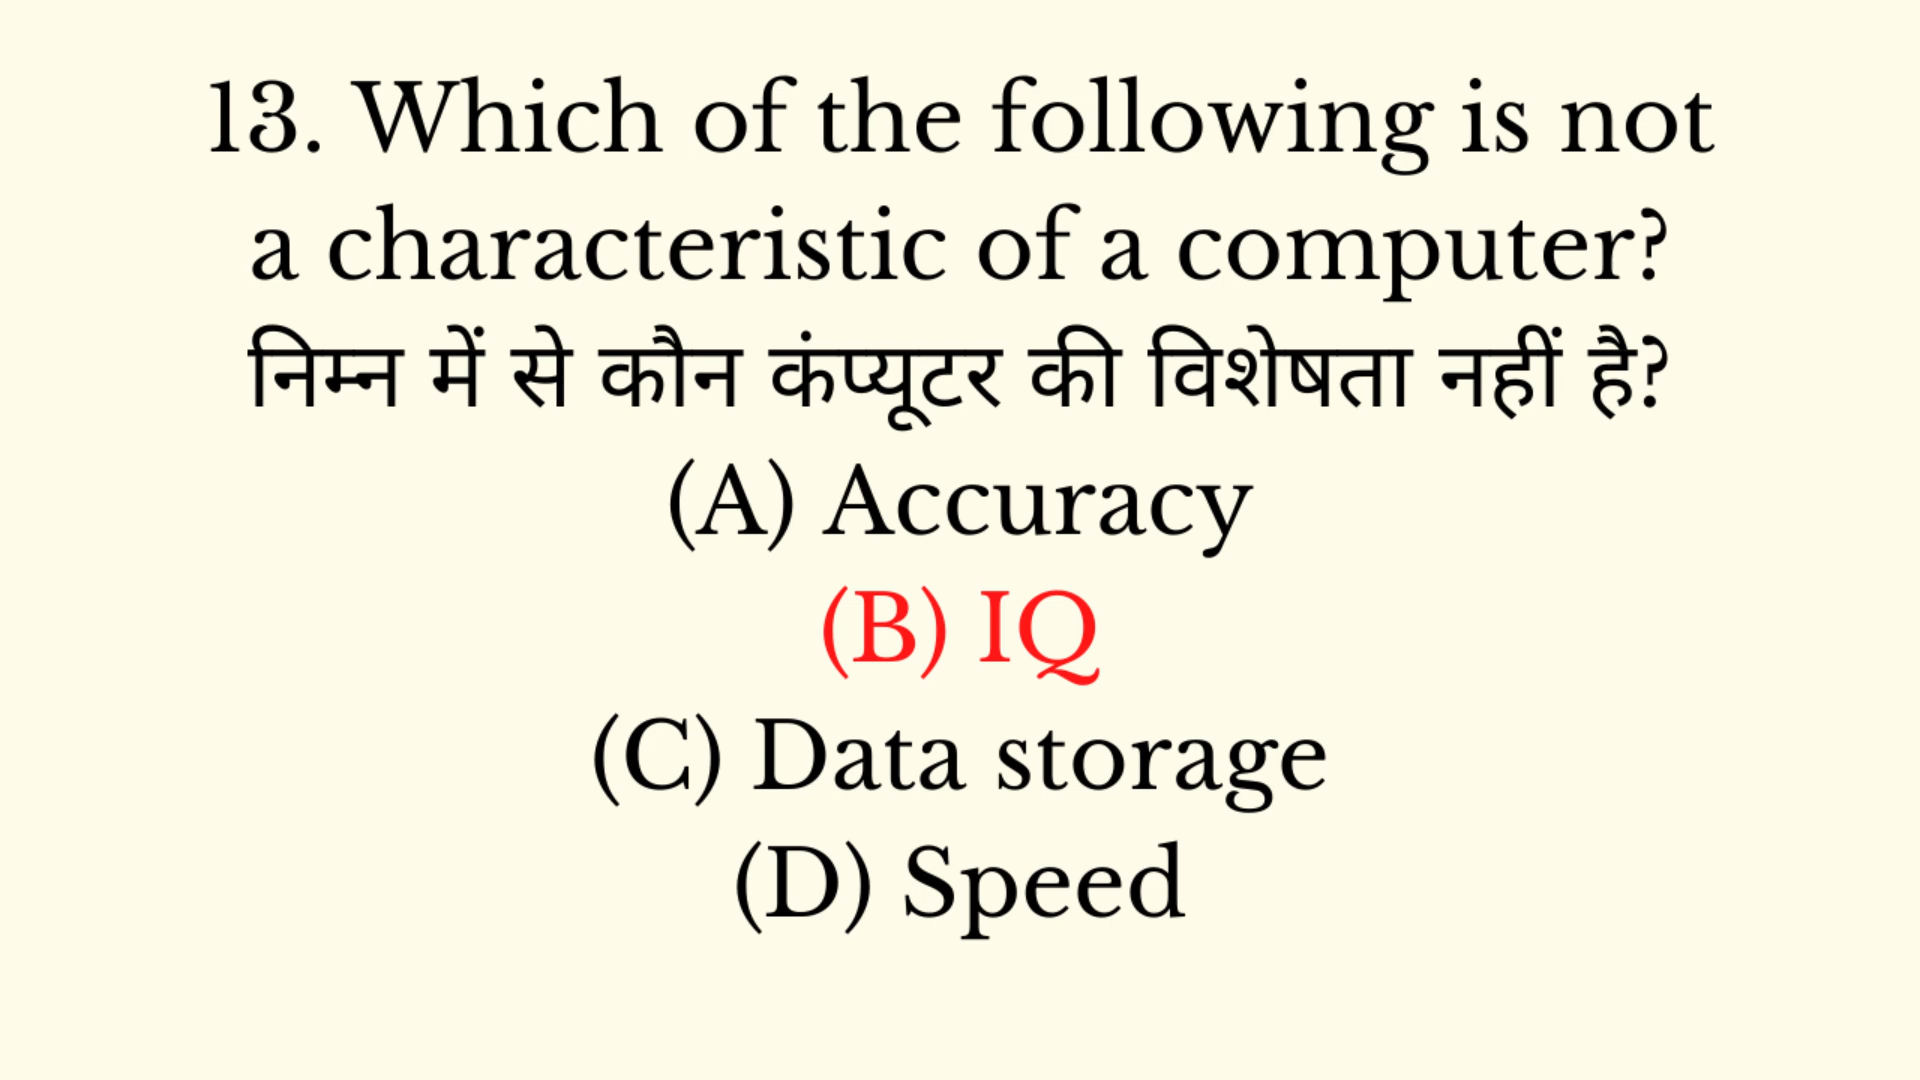 13. Which of the following is not
a characteristic of a computer?
निम्न में से कौन कंप्यूटर की विशेषता नहीं है?
(A) Accuracy
(B) IQ
(C) Data storage
(D) Speed